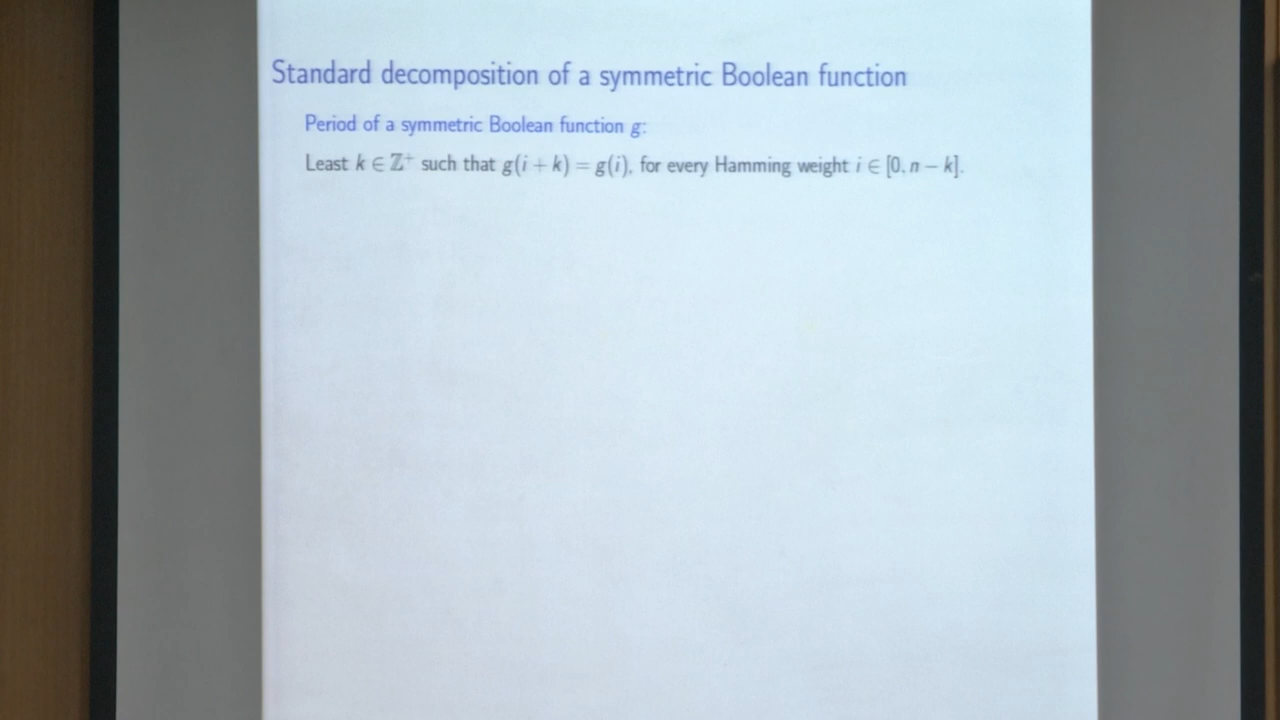 Standard decomposition of a symmetric Boolean function
Period of a symmetric Boolean function g:
Least k ∈ ℤ⁺ such that g(i + k) = g(i), for every Hamming weight i ∈ [0, n − k].